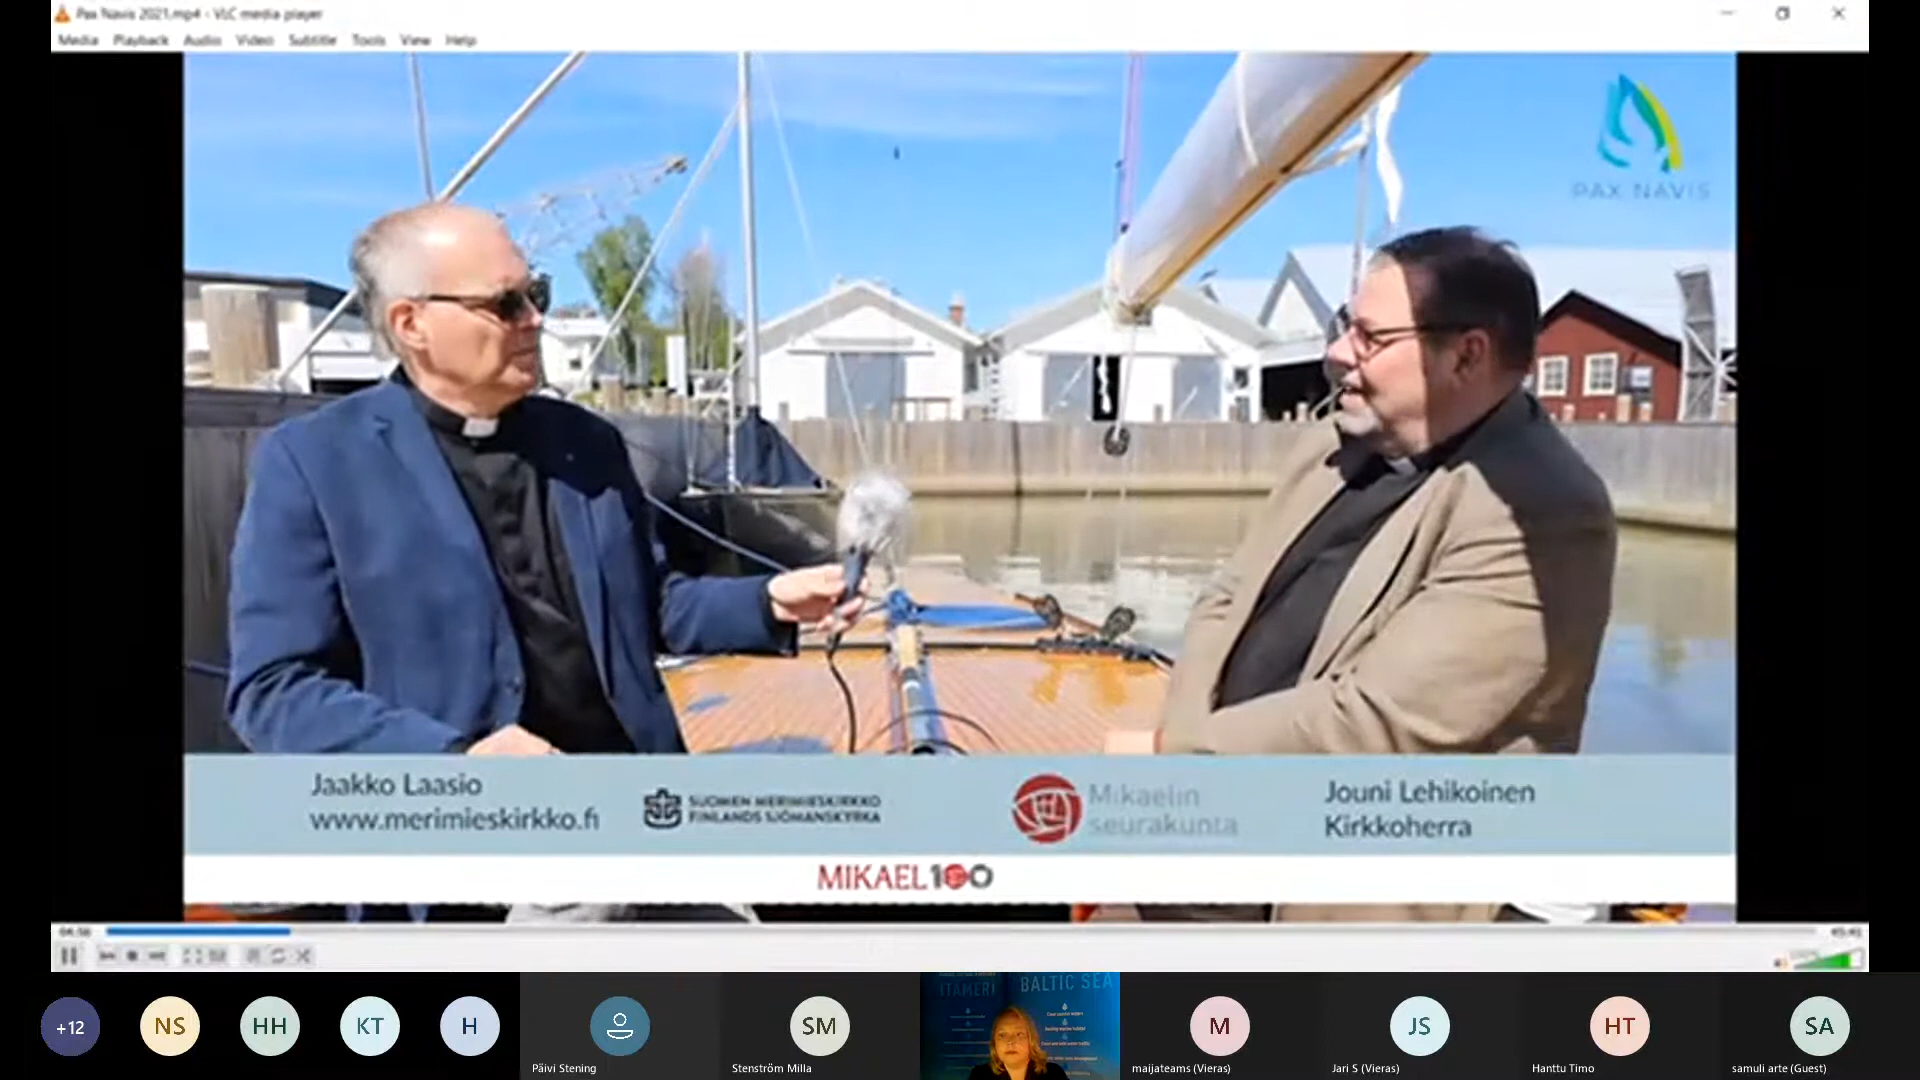 Pax Navis 2021.mp4 - VLC media player
Media Playback Audio Video Subtitle Tools View Help
PAX NAVIS
Jaakko Laasio
www.merimieskirkko.fi
SUOMEN MERIMIESKIRKKO
FINLANDS SJÖMANSKYRKA
Mikaelin
seurakunta
Jouni Lehikoinen
Kirkkoherra
MIKAEL100
+12
NS
HH
KT
H
Päivi Stening
SM
Stenström Milla
ITÄMERI
BALTIC SEA
M
maijateams (Vieras)
JS
Jari S (Vieras)
HT
Hanttu Timo
SA
samuli arte (Guest)